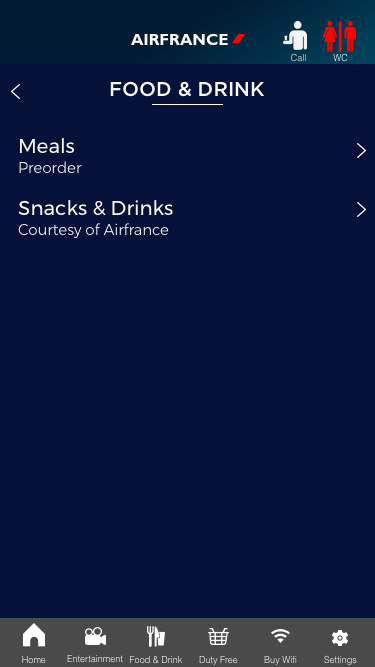 AIRFRANCE
Call
WC
FOOD & DRINK
Meals
Preorder
Snacks & Drinks
Courtesy of Airfrance
Home
Entertainment
Food & Drink
Duty Free
Buy Wifi
Settings